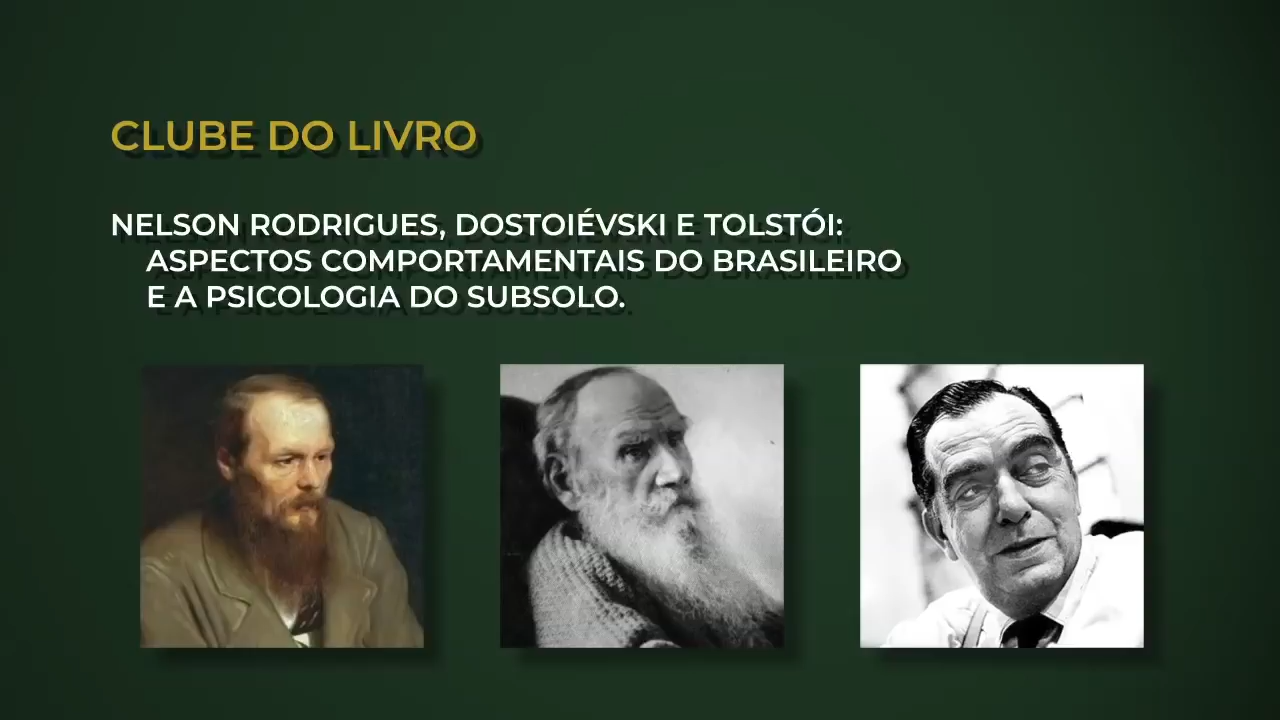 CLUBE DO LIVRO
NELSON RODRIGUES, DOSTOIÉVSKI E TOLSTÓI:
ASPECTOS COMPORTAMENTAIS DO BRASILEIRO
E A PSICOLOGIA DO SUBSOLO.